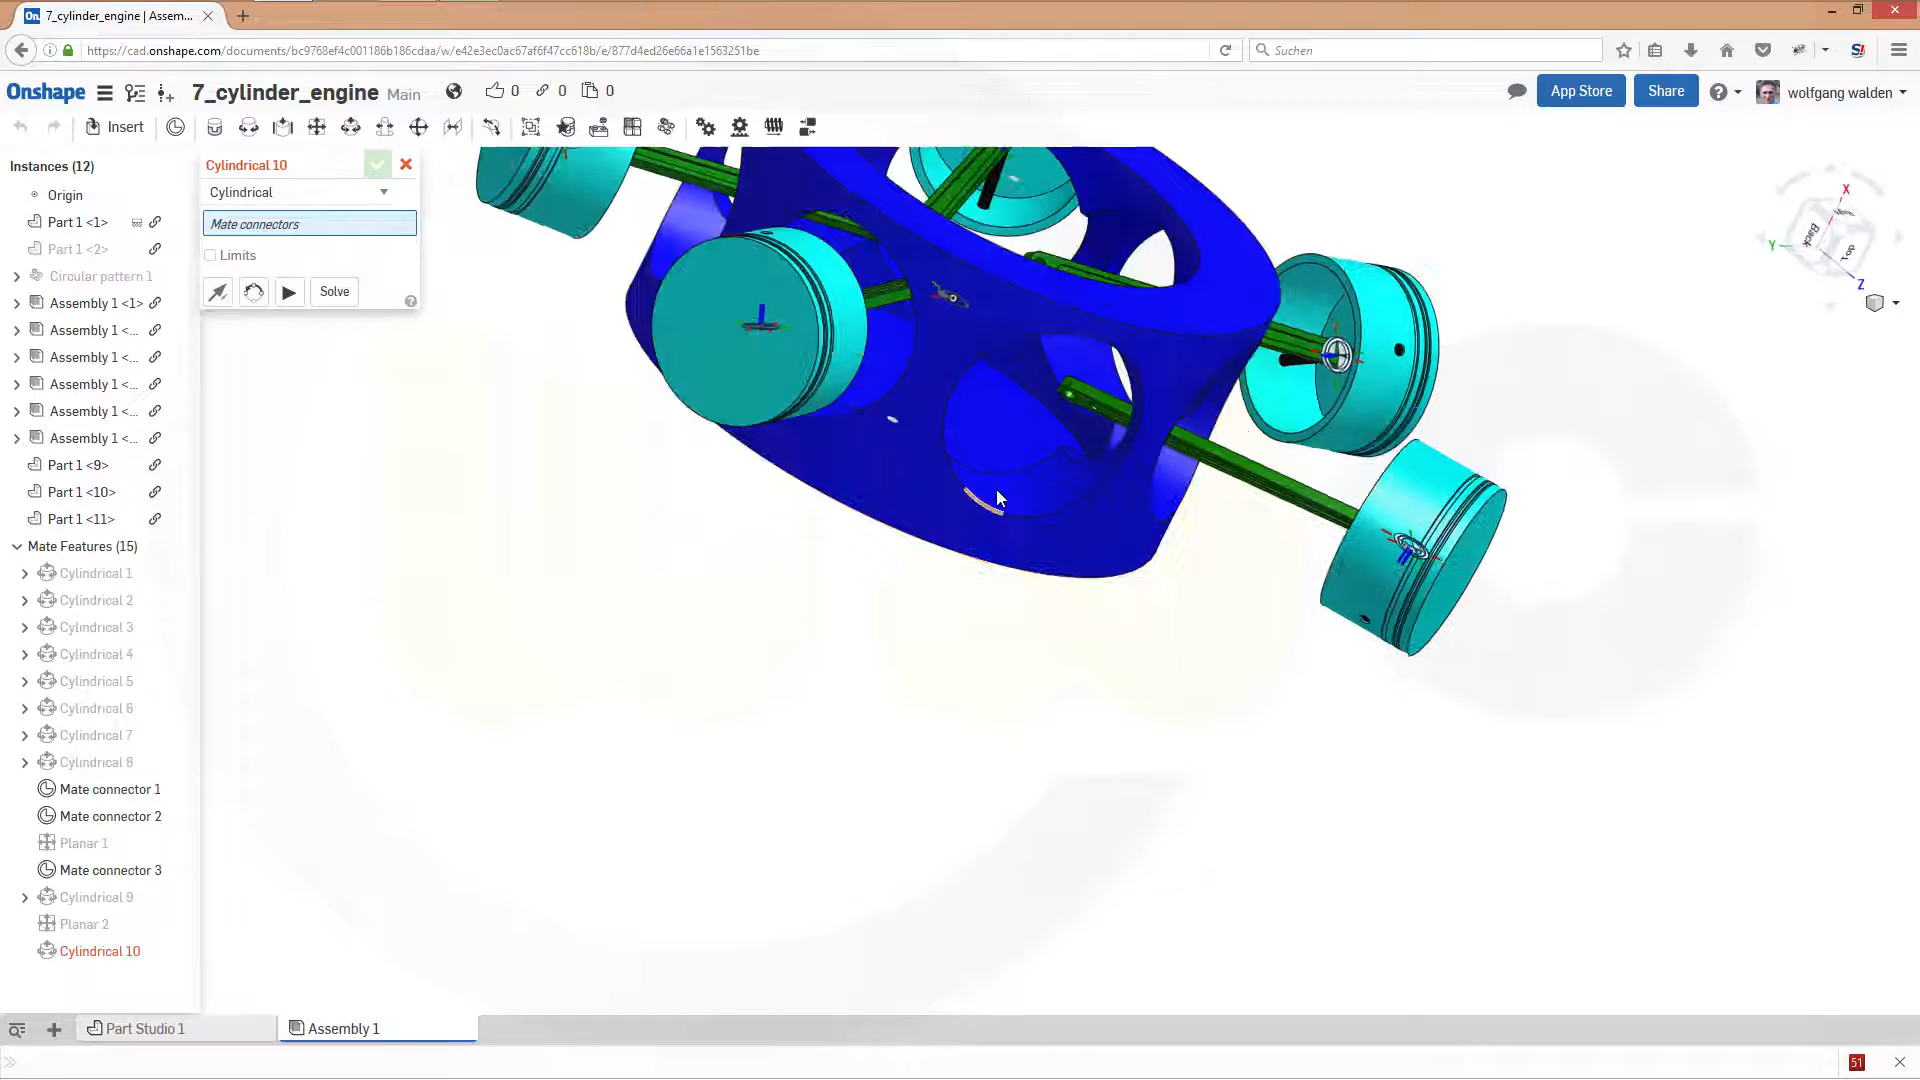 7_cylinder_engine | Assem...
https://cad.onshape.com/documents/bc9768ef4c001186b186cdaa/w/e42e3ec0ac67af6f47cc618b/e/877d4ed26e66a1e1563251be
Suchen
Onshape
7_cylinder_engine Main
0
0
0
App Store
Share
wolfgang walden
Insert
Instances (12)
Origin
Part 1 <1>
Part 1 <2>
Circular pattern 1
Assembly 1 <1>
Assembly 1 <...
Assembly 1 <...
Assembly 1 <...
Assembly 1 <...
Assembly 1 <...
Part 1 <9>
Part 1 <10>
Part 1 <11>
Mate Features (15)
Cylindrical 1
Cylindrical 2
Cylindrical 3
Cylindrical 4
Cylindrical 5
Cylindrical 6
Cylindrical 7
Cylindrical 8
Mate connector 1
Mate connector 2
Planar 1
Mate connector 3
Cylindrical 9
Planar 2
Cylindrical 10
Cylindrical 10
Cylindrical
Mate connectors
Limits
Solve
X
Y
Z
Back
Top
Part Studio 1
Assembly 1
51